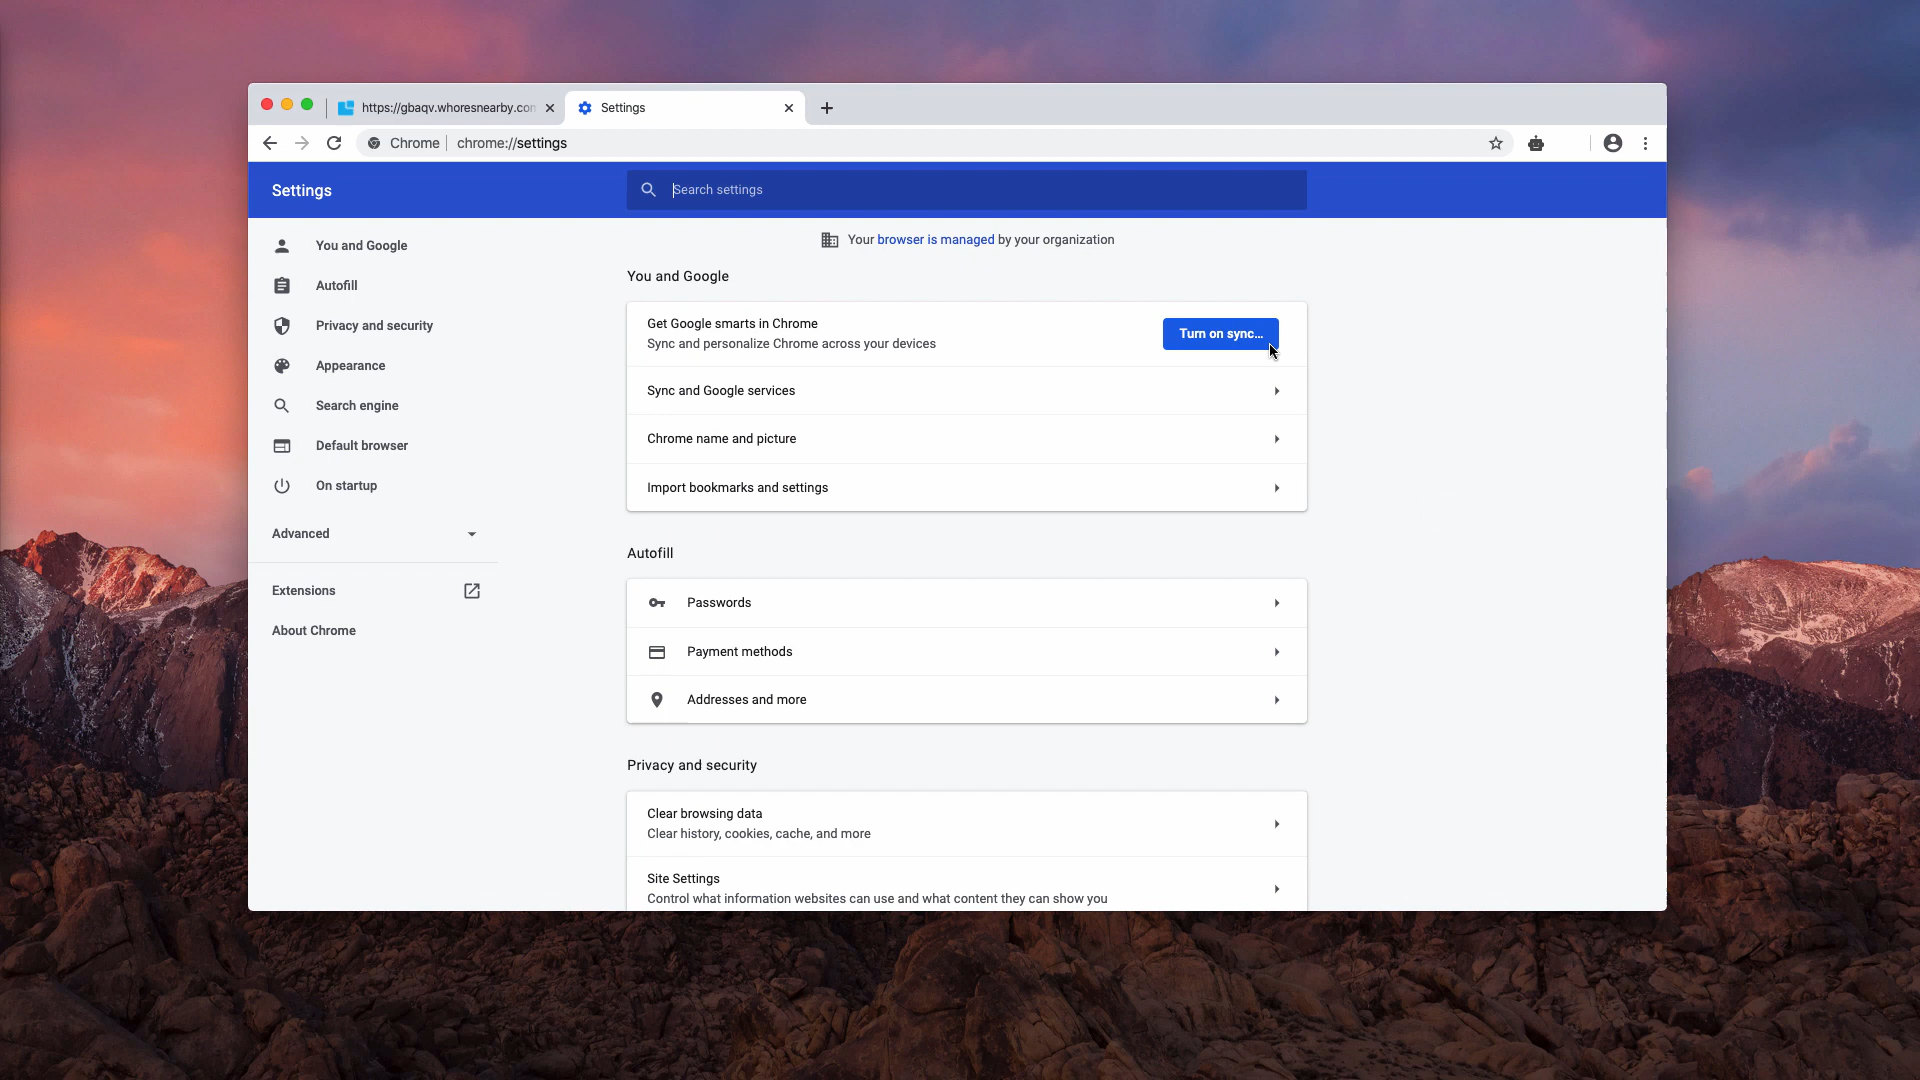 https://gbaqv.whoresnearby.con
Settings
Chrome
chrome://settings
Settings
Search settings
You and Google
Autofill
Privacy and security
Appearance
Search engine
Default browser
On startup
Advanced
Extensions
About Chrome
Your browser is managed by your organization
You and Google
Get Google smarts in Chrome
Sync and personalize Chrome across your devices
Turn on sync...
Sync and Google services
Chrome name and picture
Import bookmarks and settings
Autofill
Passwords
Payment methods
Addresses and more
Privacy and security
Clear browsing data
Clear history, cookies, cache, and more
Site Settings
Control what information websites can use and what content they can show you